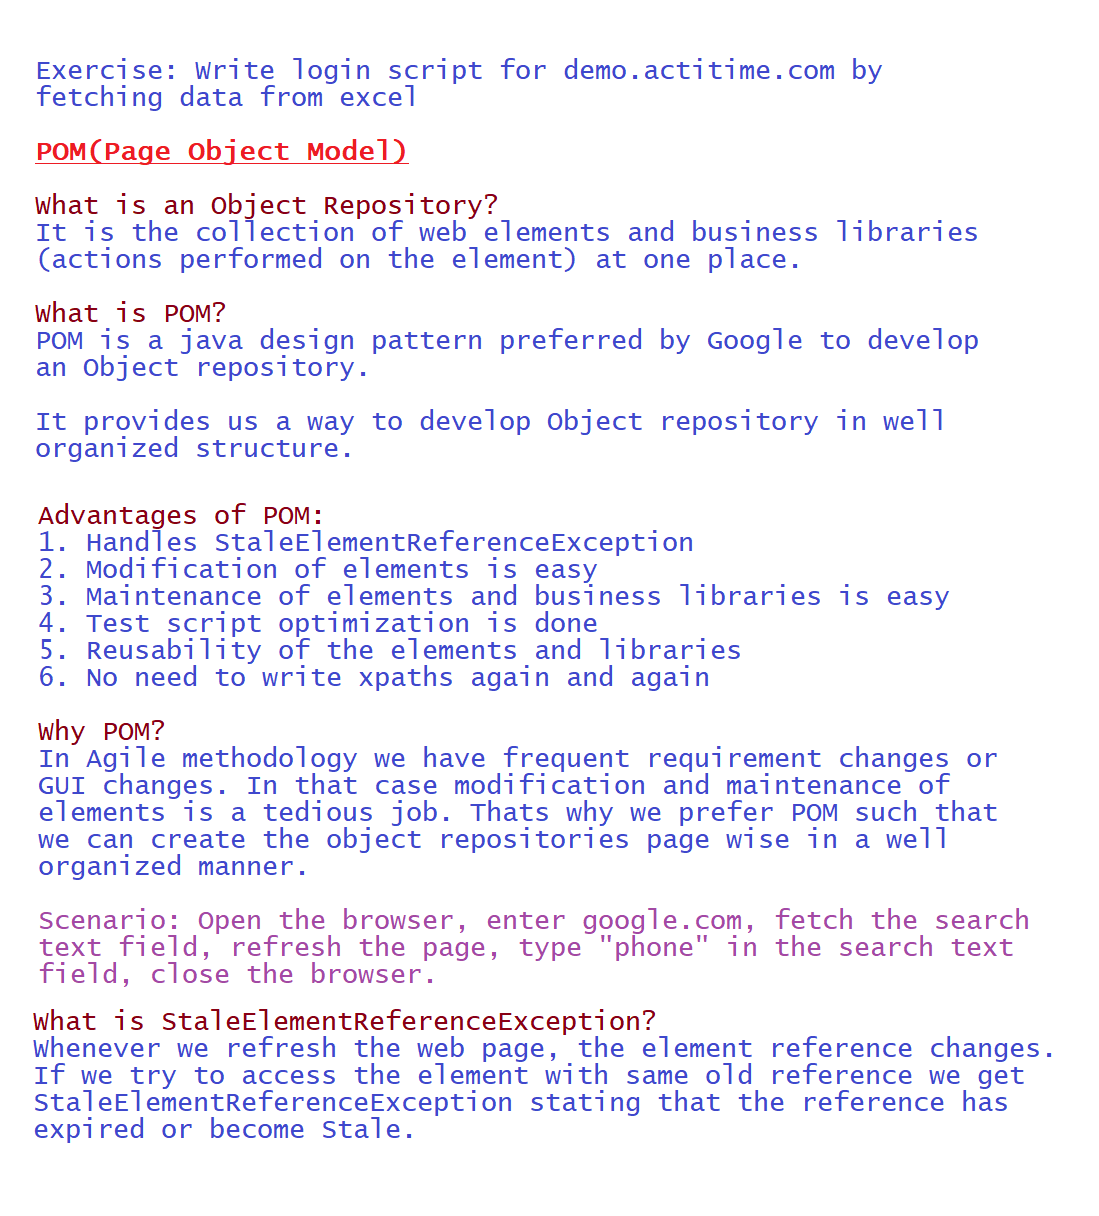 Exercise: Write login script for demo.actitime.com by
fetching data from excel
POM(Page Object Model)
What is an Object Repository?
It is the collection of web elements and business libraries
(actions performed on the element) at one place.
What is POM?
POM is a java design pattern preferred by Google to develop
an Object repository.
It provides us a way to develop Object repository in well
organized structure.
Advantages of POM:
1. Handles StaleElementReferenceException
2. Modification of elements is easy
3. Maintenance of elements and business libraries is easy
4. Test script optimization is done
5. Reusability of the elements and libraries
6. No need to write xpaths again and again
Why POM?
In Agile methodology we have frequent requirement changes or
GUI changes. In that case modification and maintenance of
elements is a tedious job. Thats why we prefer POM such that
we can create the object repositories page wise in a well
organized manner.
Scenario: Open the browser, enter google.com, fetch the search
text field, refresh the page, type "phone" in the search text
field, close the browser.
What is StaleElementReferenceException?
Whenever we refresh the web page, the element reference changes.
If we try to access the element with same old reference we get
StaleElementReferenceException stating that the reference has
expired or become Stale.